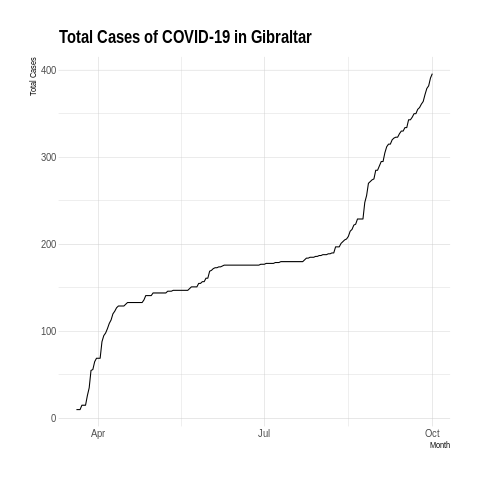 Total Cases of COVID-19 in Gibraltar
Total Cases
400
300
200
100
0
Apr
Jul
Oct
Month